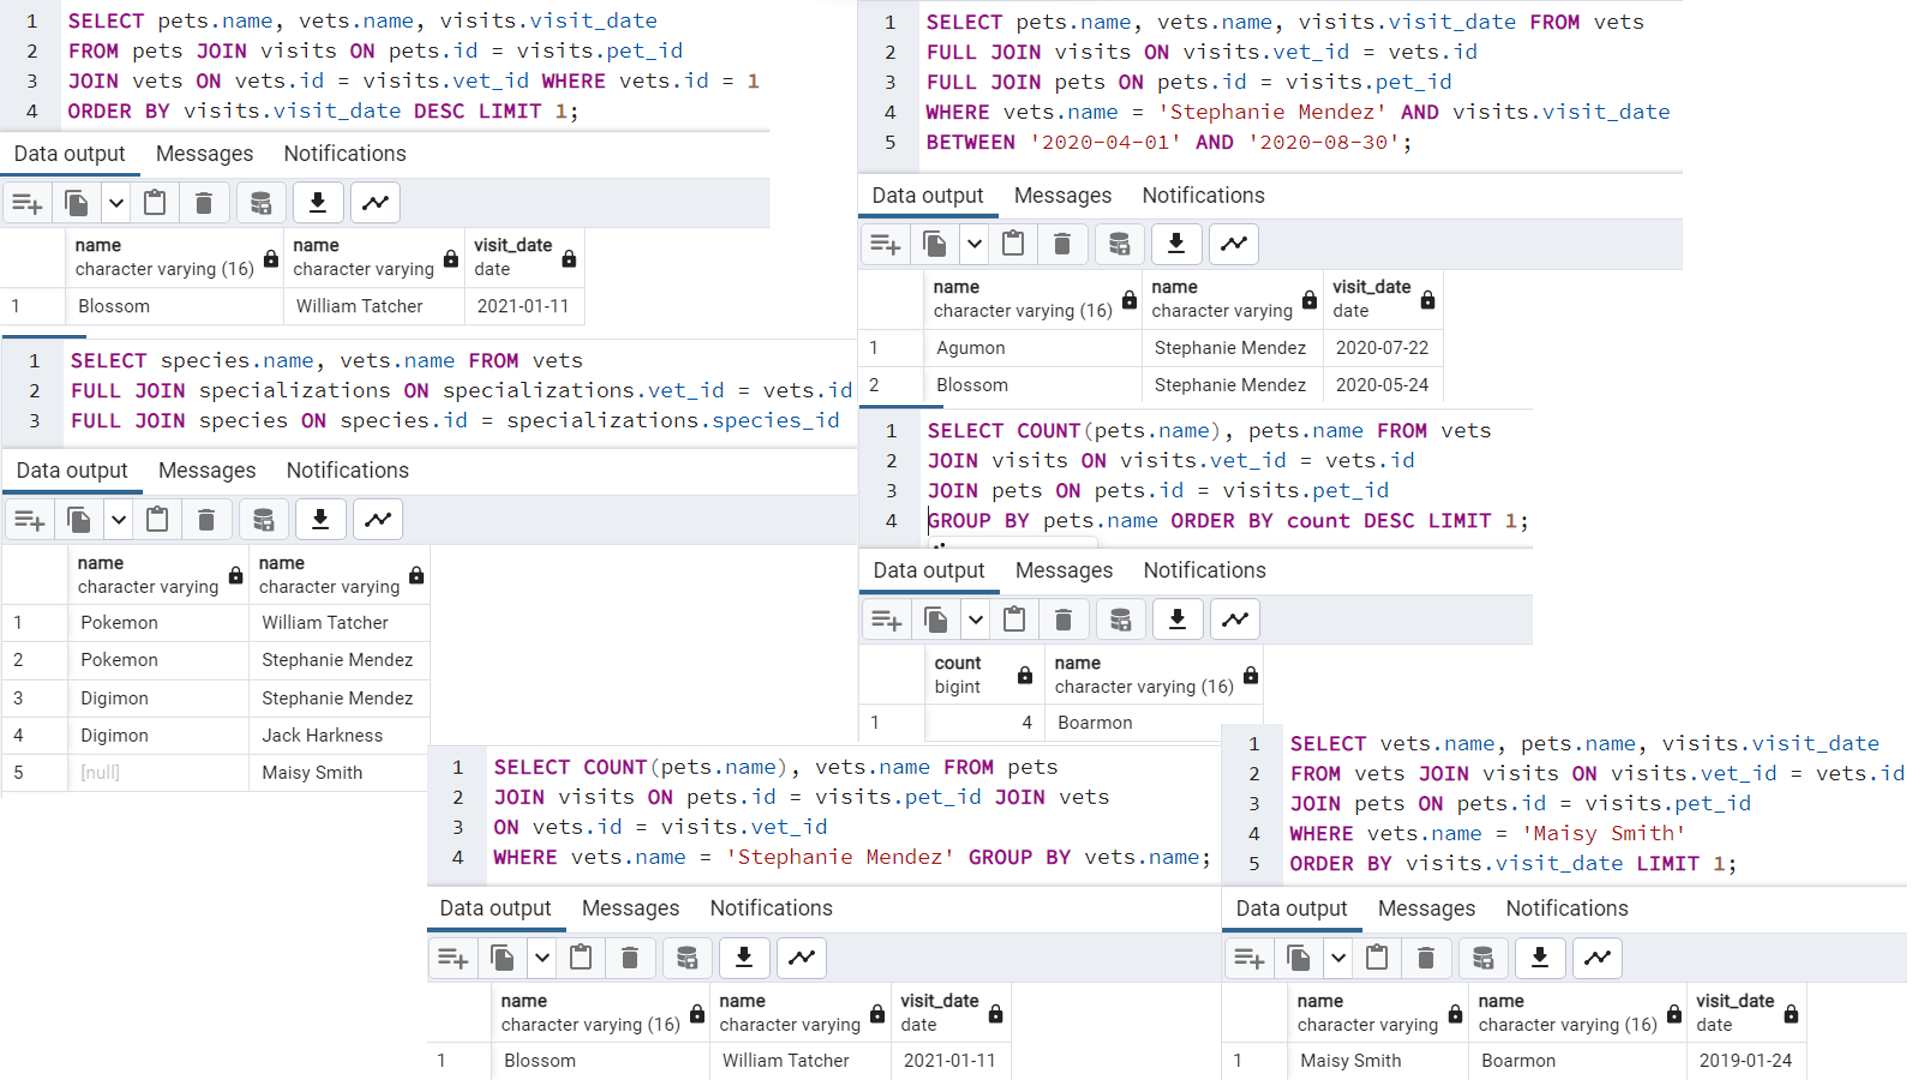 1 SELECT pets.name, vets.name, visits.visit_date
2 FROM pets JOIN visits ON pets.id = visits.pet_id
3 JOIN vets ON vets.id = visits.vet_id WHERE vets.id = 1
4 ORDER BY visits.visit_date DESC LIMIT 1;
Data output Messages Notifications
name name visit_date
character varying (16) character varying date
1 Blossom William Tatcher 2021-01-11
1 SELECT species.name, vets.name FROM vets
2 FULL JOIN specializations ON specializations.vet_id = vets.id
3 FULL JOIN species ON species.id = specializations.species_id
Data output Messages Notifications
name name
character varying character varying
1 Pokemon William Tatcher
2 Pokemon Stephanie Mendez
3 Digimon Stephanie Mendez
4 Digimon Jack Harkness
5 [null] Maisy Smith
1 SELECT pets.name, vets.name, visits.visit_date FROM vets
2 FULL JOIN visits ON visits.vet_id = vets.id
3 FULL JOIN pets ON pets.id = visits.pet_id
4 WHERE vets.name = 'Stephanie Mendez' AND visits.visit_date
5 BETWEEN '2020-04-01' AND '2020-08-30';
Data output Messages Notifications
name name visit_date
character varying (16) character varying date
1 Agumon Stephanie Mendez 2020-07-22
2 Blossom Stephanie Mendez 2020-05-24
1 SELECT COUNT(pets.name), pets.name FROM vets
2 JOIN visits ON visits.vet_id = vets.id
3 JOIN pets ON pets.id = visits.pet_id
4 GROUP BY pets.name ORDER BY count DESC LIMIT 1;
Data output Messages Notifications
count name
bigint character varying (16)
1 4 Boarmon
1 SELECT COUNT(pets.name), vets.name FROM pets
2 JOIN visits ON pets.id = visits.pet_id JOIN vets
3 ON vets.id = visits.vet_id
4 WHERE vets.name = 'Stephanie Mendez' GROUP BY vets.name;
Data output Messages Notifications
name name visit_date
character varying (16) character varying date
1 Blossom William Tatcher 2021-01-11
1 SELECT vets.name, pets.name, visits.visit_date
2 FROM vets JOIN visits ON visits.vet_id = vets.id
3 JOIN pets ON pets.id = visits.pet_id
4 WHERE vets.name = 'Maisy Smith'
5 ORDER BY visits.visit_date LIMIT 1;
Data output Messages Notifications
name name visit_date
character varying character varying (16) date
1 Maisy Smith Boarmon 2019-01-24